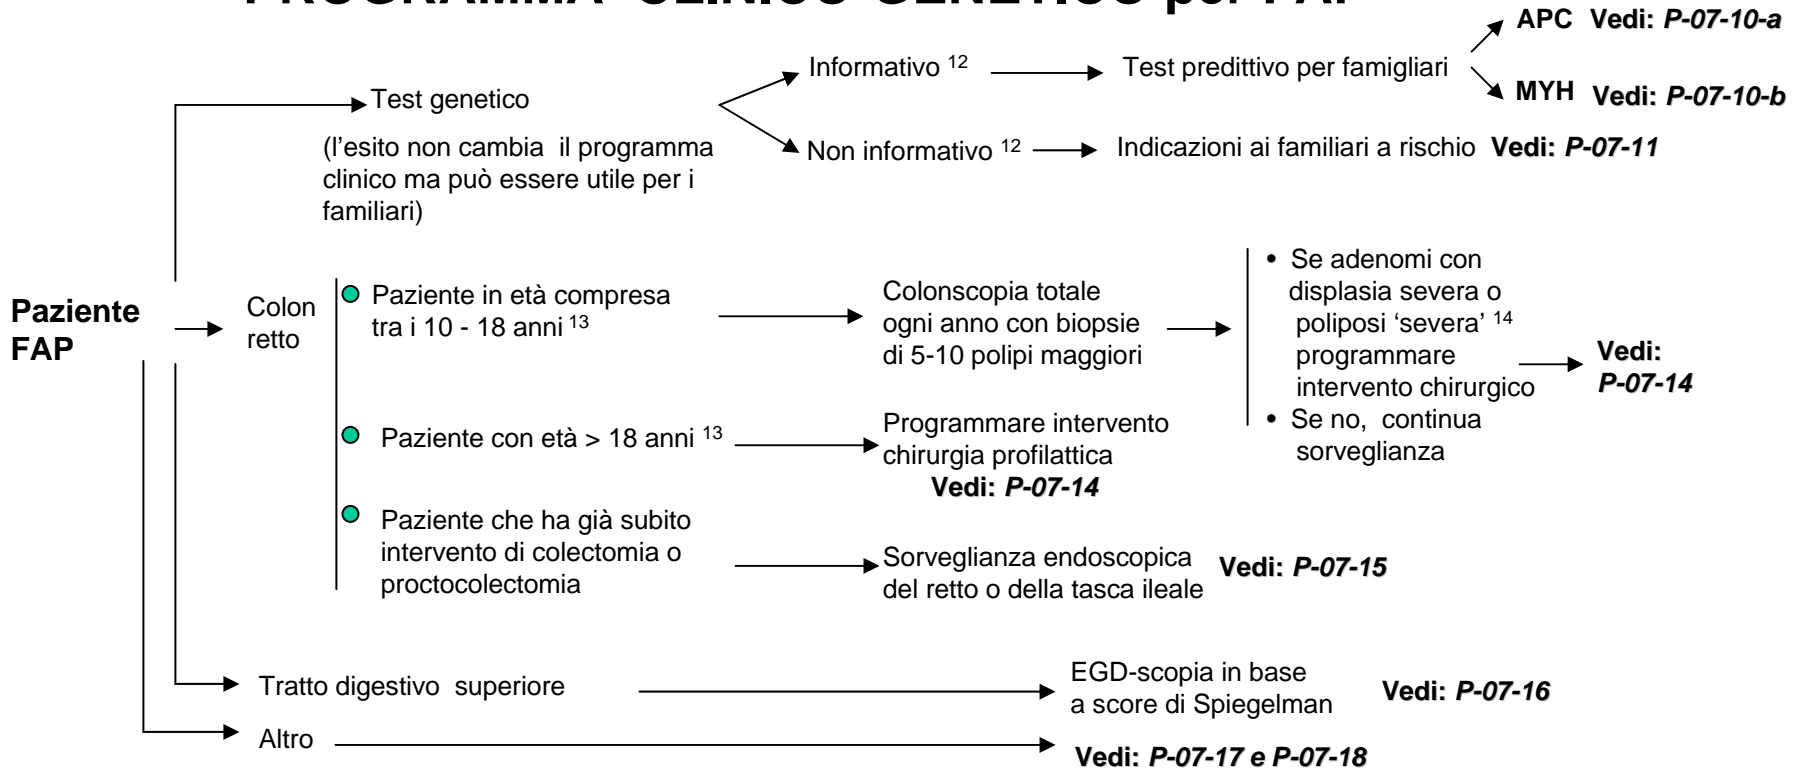 PROGRAMMA CLINICO GENETICO per FAP
APC Vedi: P-07-10-a
Informativo 12
Test predittivo per famigliari
MYH Vedi: P-07-10-b
Test genetico
(l'esito non cambia il programma
clinico ma può essere utile per i
familiari)
Non informativo 12
Indicazioni ai familiari a rischio Vedi: P-07-11
Paziente
FAP
Colon
retto
Paziente in età compresa
tra i 10 - 18 anni 13
Colonscopia totale
ogni anno con biopsie
di 5-10 polipi maggiori
• Se adenomi con
displasia severa o
poliposi ‘severa’ 14
programmare
intervento chirurgico
• Se no, continua
sorveglianza
Vedi:
P-07-14
Paziente con età > 18 anni 13
Programmare intervento
chirurgia profilattica
Vedi: P-07-14
Paziente che ha già subito
intervento di colectomia o
proctocolectomia
Sorveglianza endoscopica
del retto o della tasca ileale
Vedi: P-07-15
Tratto digestivo superiore
EGD-scopia in base
a score di Spiegelman
Vedi: P-07-16
Altro
Vedi: P-07-17 e P-07-18